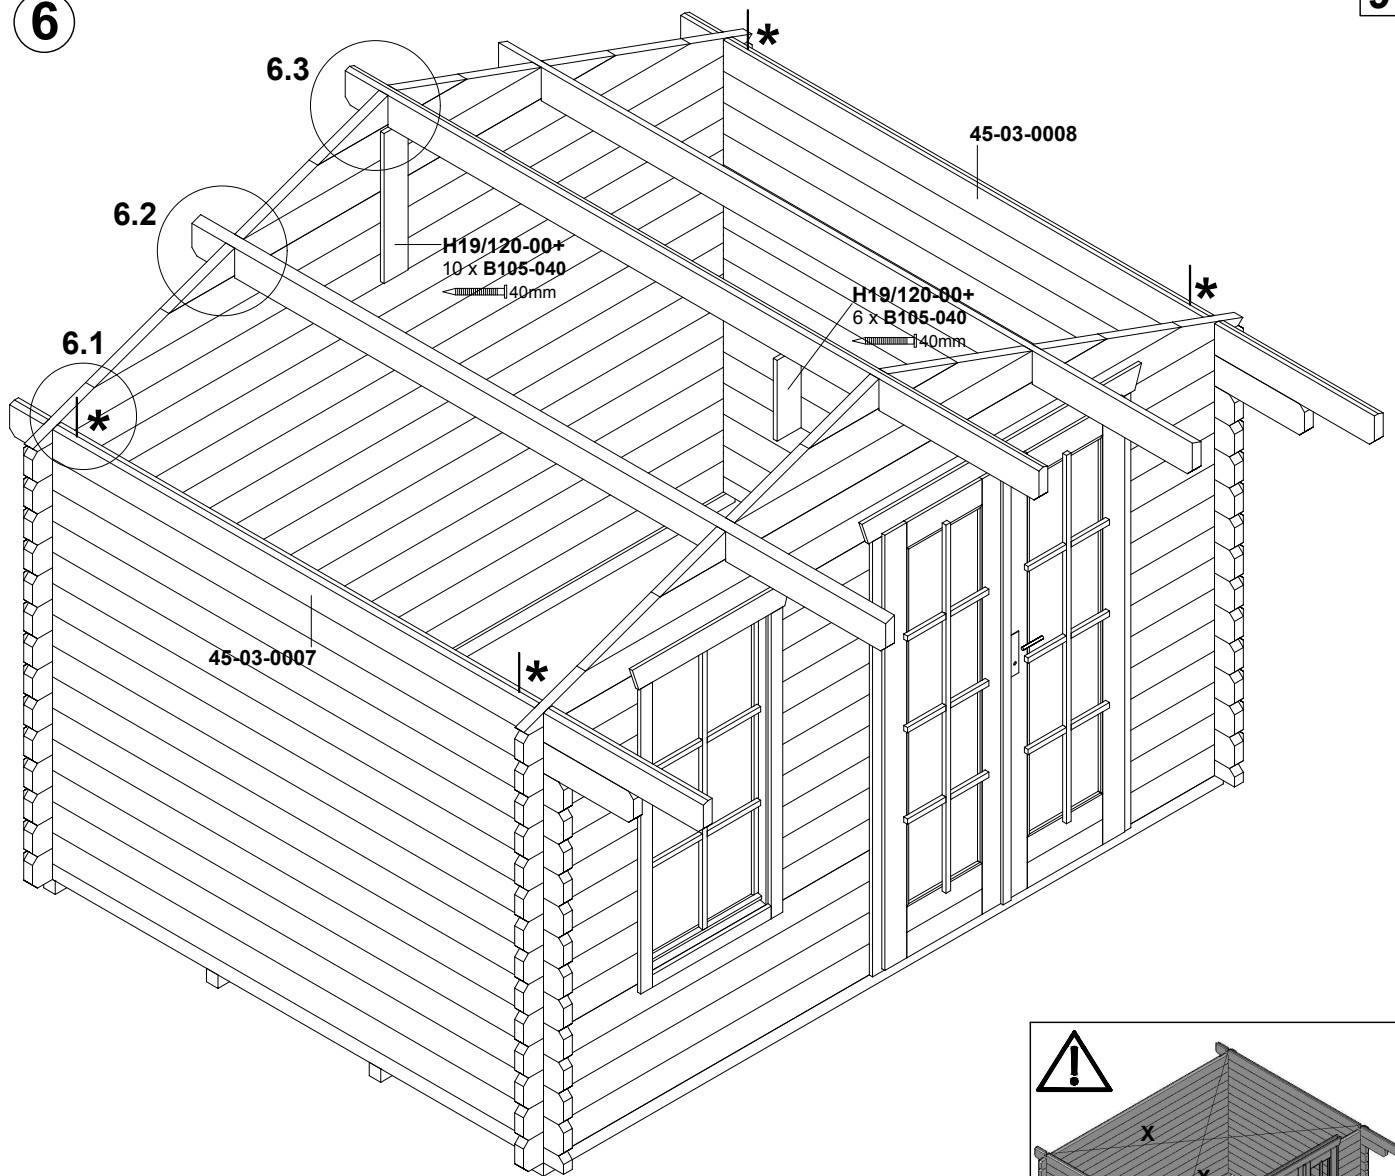 6
6.3
*
45-03-0008
6.2
H19/120-00+
10 x B105-040
40mm
H19/120-00+
6 x B105-040
40mm
*
6.1
*
45-03-0007
*
X
X